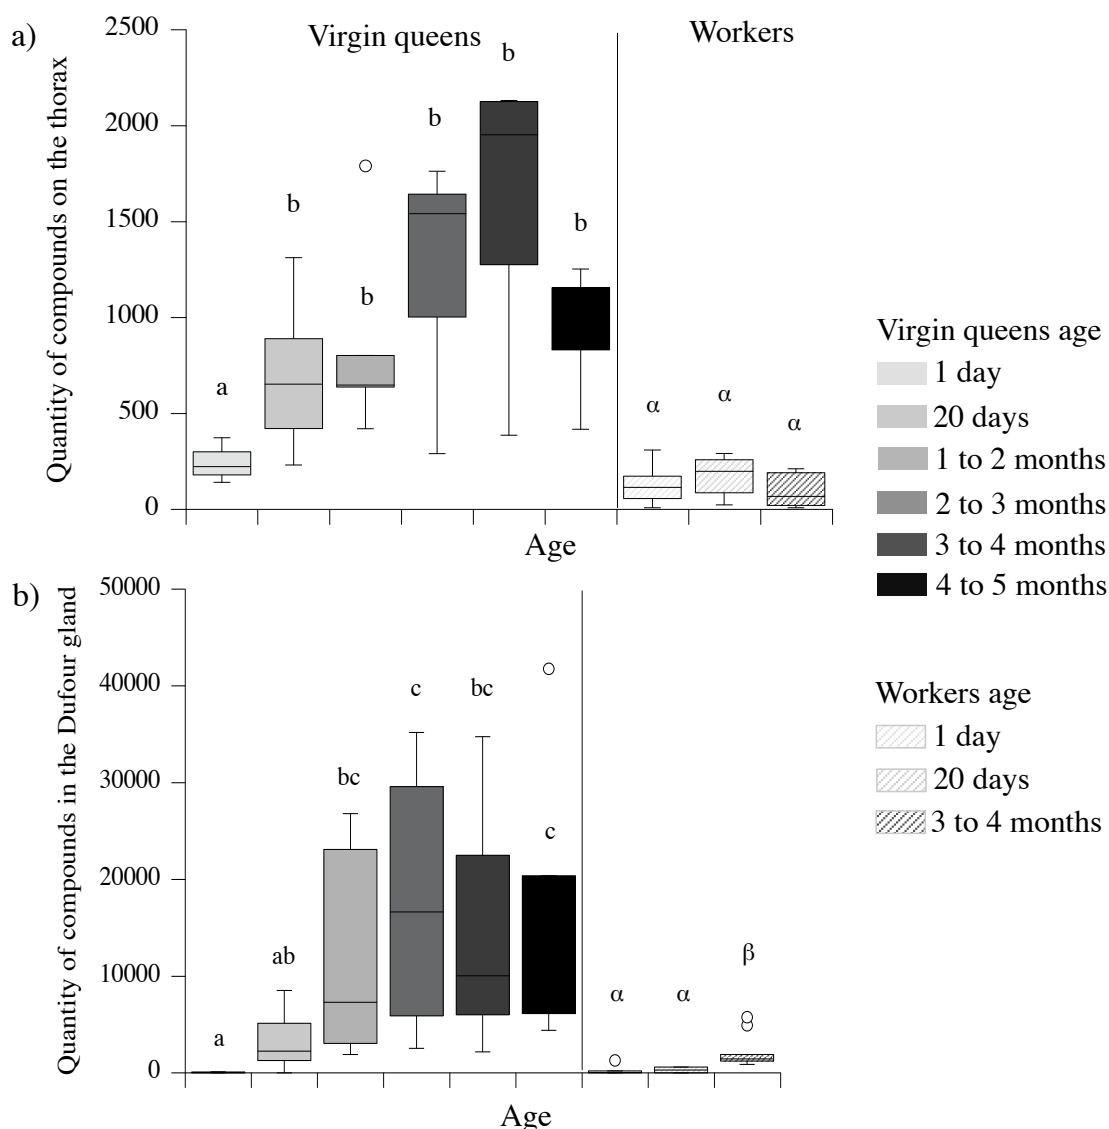 a)
Quantity of compounds on the thorax
2500
2000
1500
1000
500
0
Virgin queens
Workers
a
b
b
b
b
b
α
α
α
Age
b)
Quantity of compounds in the Dufour gland
50000
40000
30000
20000
10000
0
a
ab
bc
c
bc
c
α
α
β
Age
Virgin queens age
1 day
20 days
1 to 2 months
2 to 3 months
3 to 4 months
4 to 5 months
Workers age
1 day
20 days
3 to 4 months